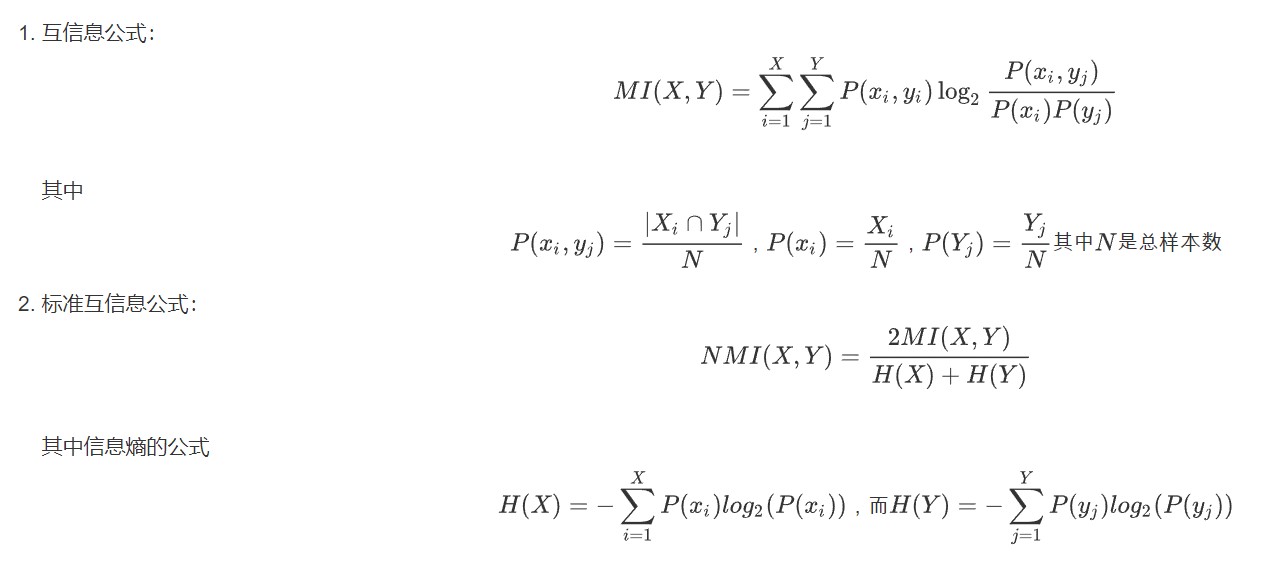 1. 互信息公式：
$MI(X,Y)=\sum_{i=1}^{X}\sum_{j=1}^{Y}P(x_i,y_i)\log_2\frac{P(x_i,y_j)}{P(x_i)P(y_j)}$
其中
$P(x_i,y_j)=\frac{|X_i\cap Y_j|}{N}$，$P(x_i)=\frac{X_i}{N}$，$P(Y_j)=\frac{Y_j}{N}$其中$N$是总样本数
2. 标准互信息公式：
$NMI(X,Y)=\frac{2MI(X,Y)}{H(X)+H(Y)}$
其中信息熵的公式
$H(X)=-\sum_{i=1}^{X}P(x_i)log_2(P(x_i))$，而$H(Y)=-\sum_{j=1}^{Y}P(y_j)log_2(P(y_j))$